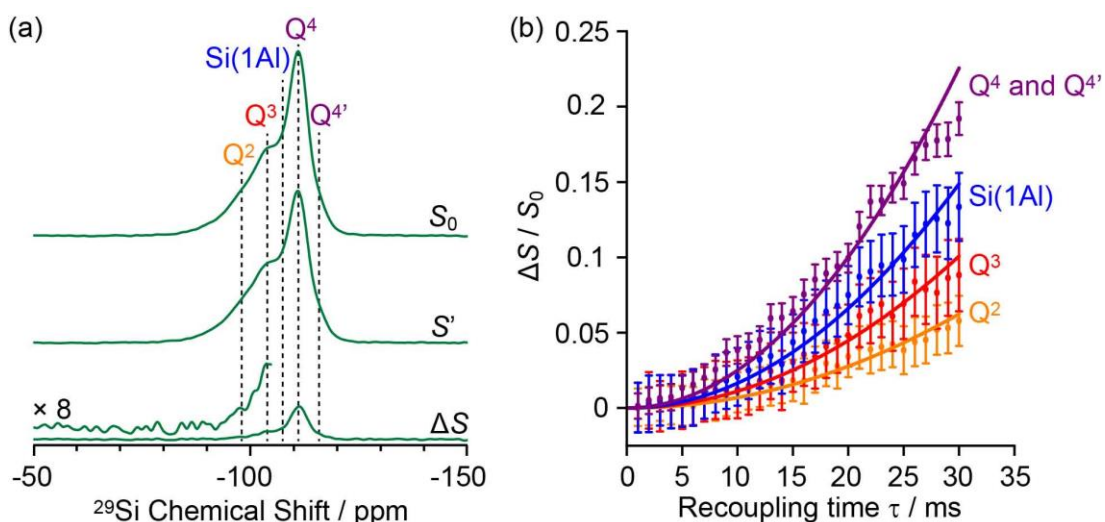 (a)
Q⁴
Si(1Al)
Q³
Q⁴'
Q²
S₀
S'
× 8
ΔS
-50
-100
-150
²⁹Si Chemical Shift / ppm
(b)
0.25
0.2
0.15
0.1
0.05
0
ΔS / S₀
Q⁴ and Q⁴'
Si(1Al)
Q³
Q²
0 5 10 15 20 25 30 35
Recoupling time τ / ms